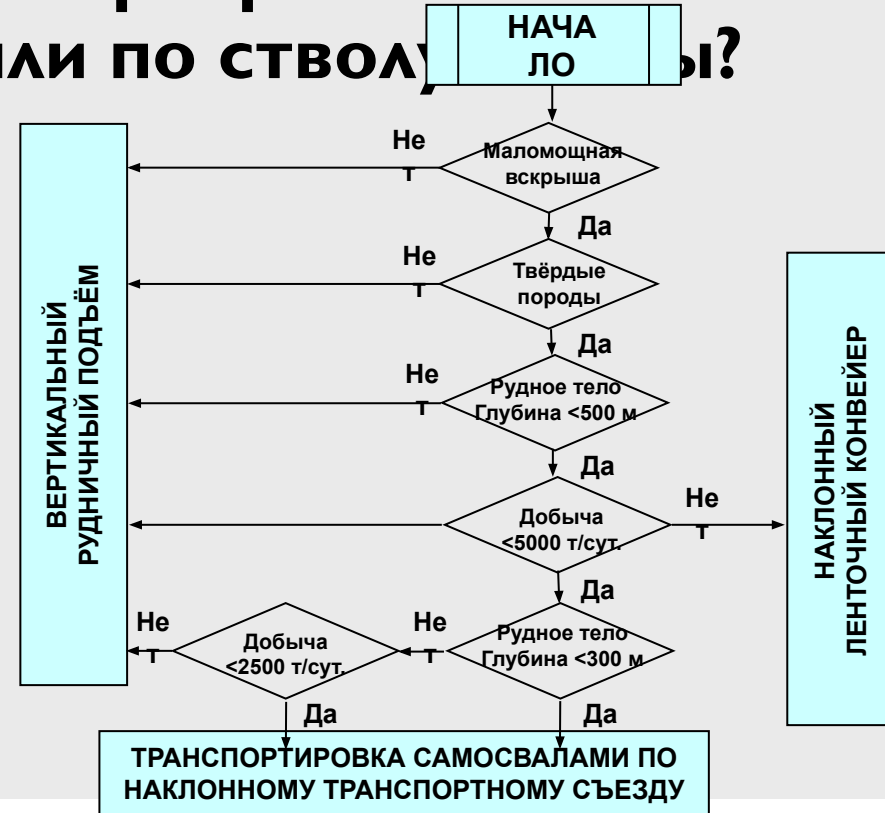 или по стволу
ы?
НАЧА
ЛО
Не
т
Маломощная
вскрыша
Да
Не
т
Твёрдые
породы
Да
Не
т
Рудное тело
Глубина <500 м
Да
Добыча
<5000 т/сут.
Не
т
Да
Не
т
Добыча
<2500 т/сут.
Не
т
Рудное тело
Глубина <300 м
Да
Да
ВЕРТИКАЛЬНЫЙ
РУДНИЧНЫЙ ПОДЪЁМ
НАКЛОННЫЙ
ЛЕНТОЧНЫЙ КОНВЕЙЕР
ТРАНСПОРТИРОВКА САМОСВАЛАМИ ПО
НАКЛОННОМУ ТРАНСПОРТНОМУ СЪЕЗДУ